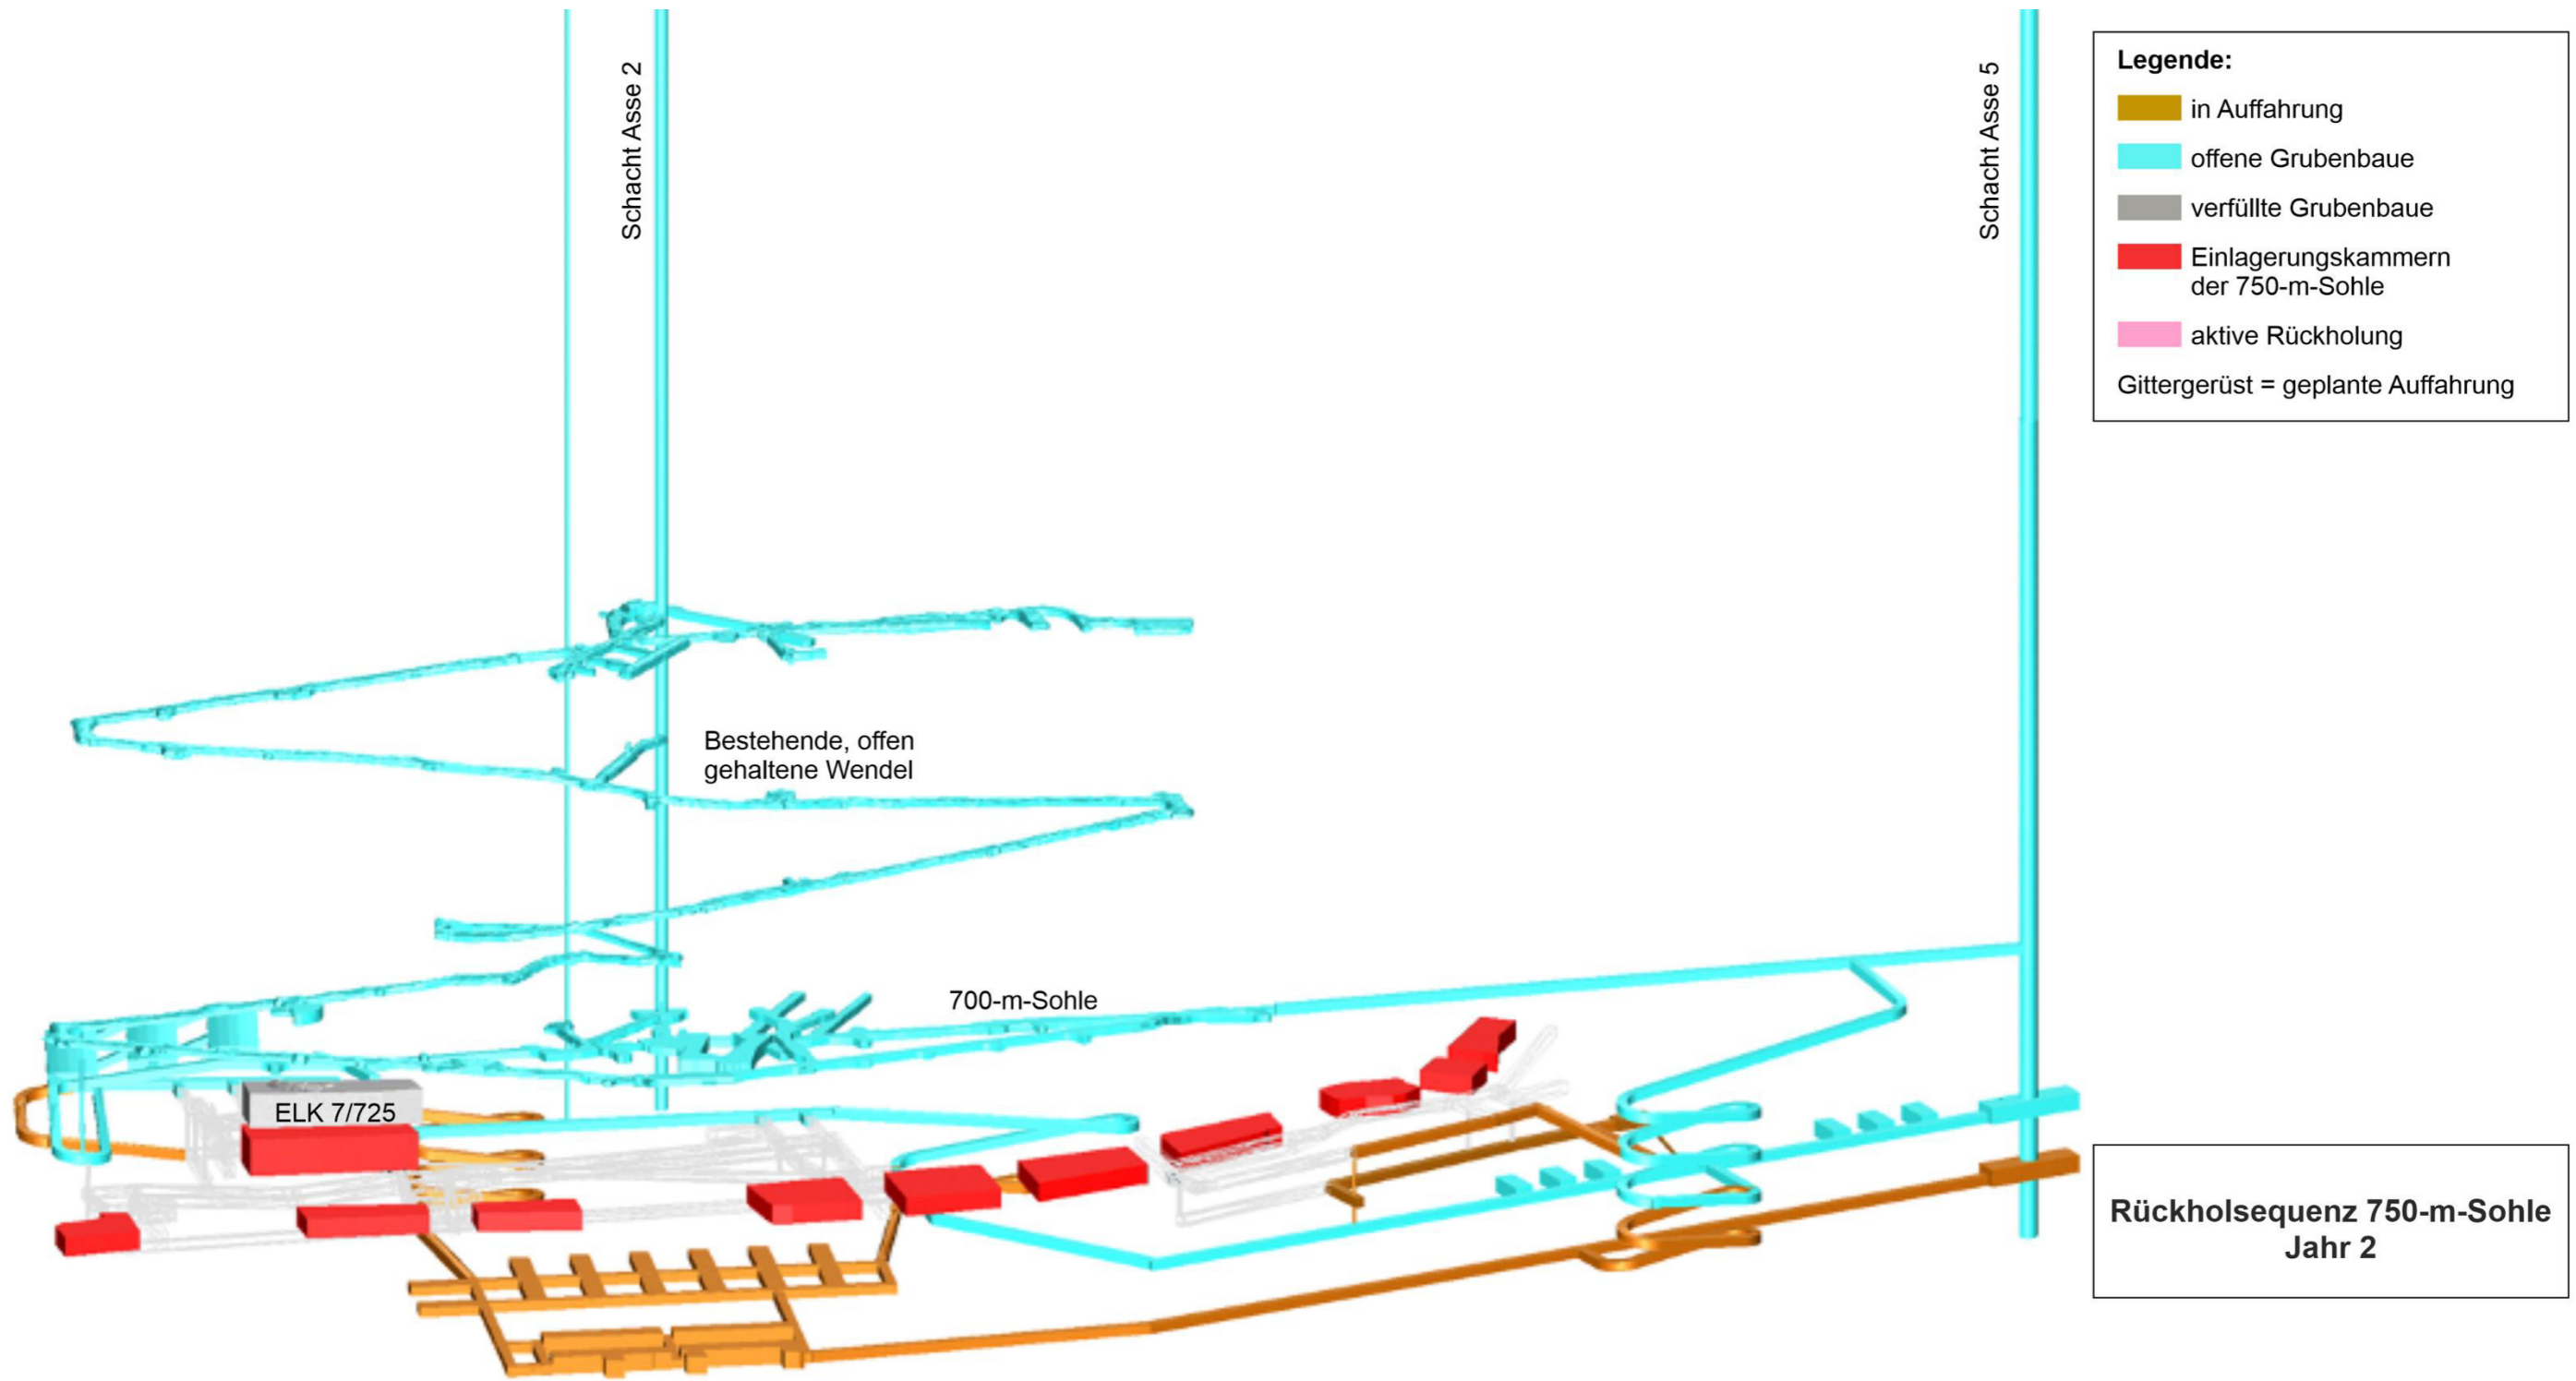 Schacht Asse 2
Schacht Asse 5
Legende:
in Auffahrung
offene Grubenbaue
verfüllte Grubenbaue
Einlagerungskammern
der 750-m-Sohle
aktive Rückholung
Gittergerüst = geplante Auffahrung
Bestehende, offen
gehaltene Wendel
700-m-Sohle
ELK 7/725
Rückholsequenz 750-m-Sohle
Jahr 2